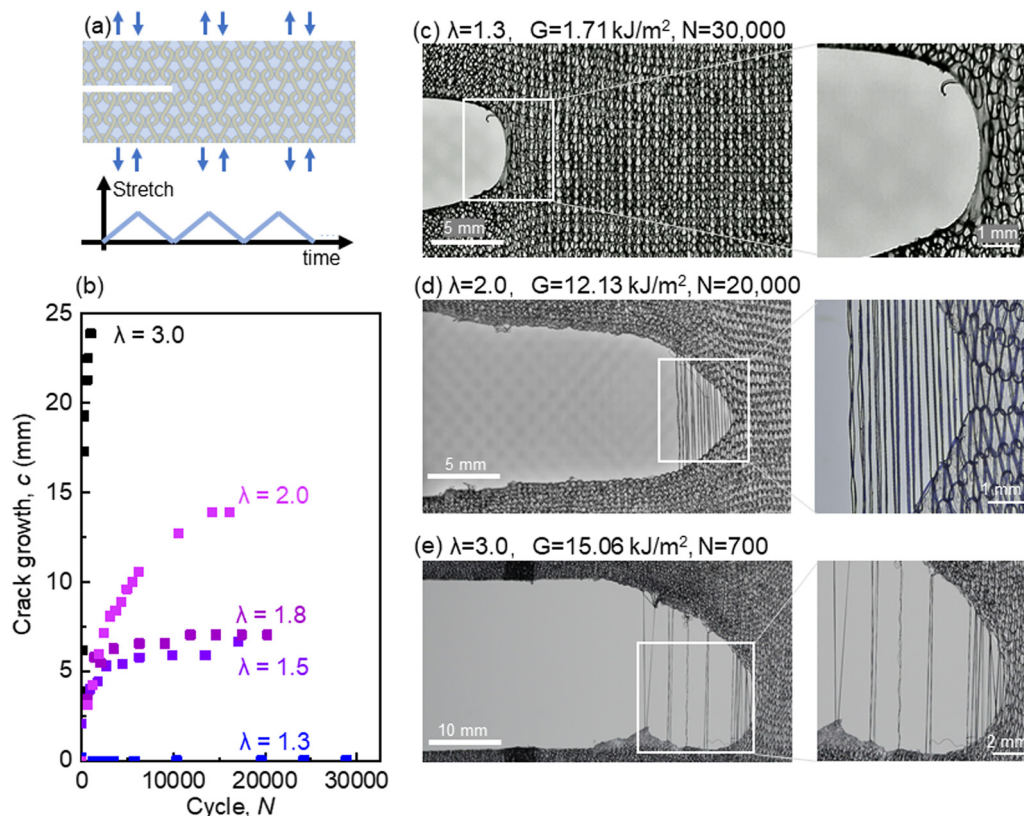 (a)
Stretch
...
time
(b)
Crack growth, c (mm)
25
20
15
10
5
0
0
10000
20000
30000
Cycle, N
λ = 3.0
λ = 2.0
λ = 1.8
λ = 1.5
λ = 1.3
(c) λ=1.3, G=1.71 kJ/m², N=30,000
5 mm
1 mm
(d) λ=2.0, G=12.13 kJ/m², N=20,000
5 mm
1 mm
(e) λ=3.0, G=15.06 kJ/m², N=700
10 mm
2 mm